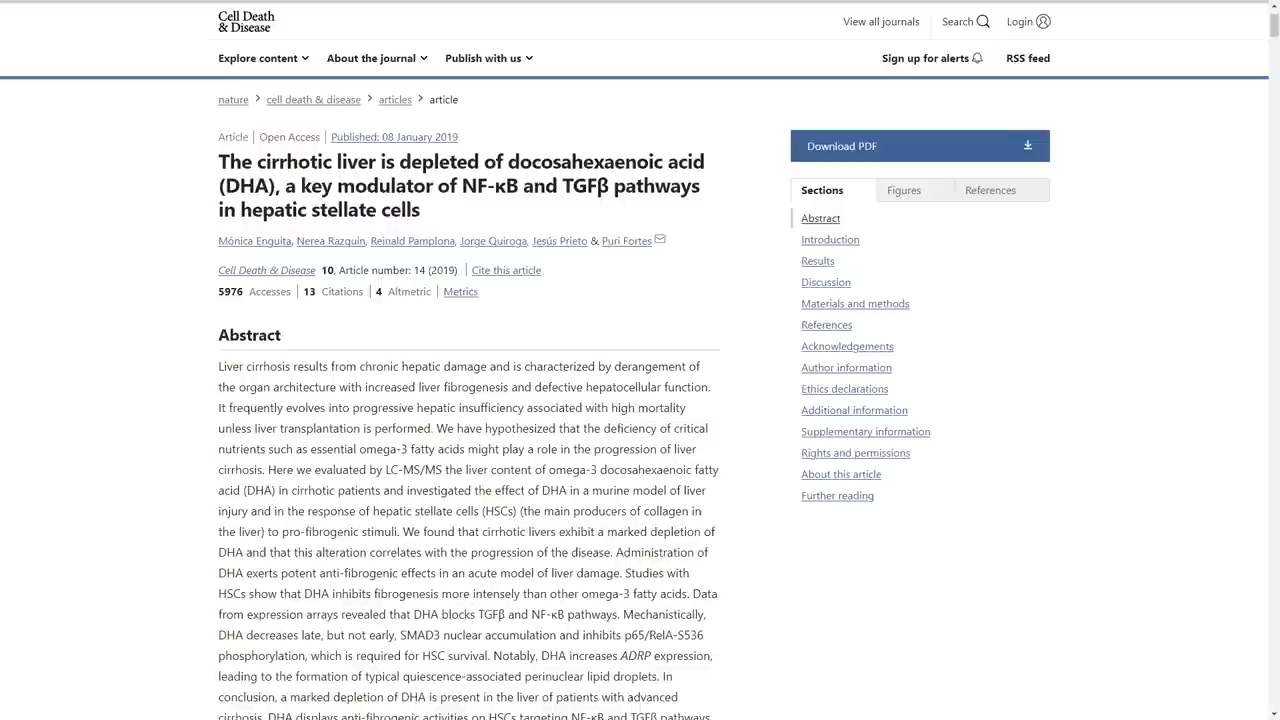 Cell Death
& Disease
View all journals
Search
Login
Explore content
About the journal
Publish with us
Sign up for alerts
RSS feed
nature > cell death & disease > articles > article
Article | Open Access | Published: 08 January 2019
The cirrhotic liver is depleted of docosahexaenoic acid
(DHA), a key modulator of NF-κB and TGFβ pathways
in hepatic stellate cells
Mónica Enguita, Nerea Razquin, Reinald Pamplona, Jorge Quiroga, Jesús Prieto & Puri Fortes
Cell Death & Disease 10, Article number: 14 (2019) | Cite this article
5976 Accesses | 13 Citations | 4 Altmetric | Metrics
Abstract
Liver cirrhosis results from chronic hepatic damage and is characterized by derangement of
the organ architecture with increased liver fibrogenesis and defective hepatocellular function.
It frequently evolves into progressive hepatic insufficiency associated with high mortality
unless liver transplantation is performed. We have hypothesized that the deficiency of critical
nutrients such as essential omega-3 fatty acids might play a role in the progression of liver
cirrhosis. Here we evaluated by LC-MS/MS the liver content of omega-3 docosahexaenoic fatty
acid (DHA) in cirrhotic patients and investigated the effect of DHA in a murine model of liver
injury and in the response of hepatic stellate cells (HSCs) (the main producers of collagen in
the liver) to pro-fibrogenic stimuli. We found that cirrhotic livers exhibit a marked depletion of
DHA and that this alteration correlates with the progression of the disease. Administration of
DHA exerts potent anti-fibrogenic effects in an acute model of liver damage. Studies with
HSCs show that DHA inhibits fibrogenesis more intensely than other omega-3 fatty acids. Data
from expression arrays revealed that DHA blocks TGFβ and NF-κB pathways. Mechanistically,
DHA decreases late, but not early, SMAD3 nuclear accumulation and inhibits p65/RelA-S536
phosphorylation, which is required for HSC survival. Notably, DHA increases ADRP expression,
leading to the formation of typical quiescence-associated perinuclear lipid droplets. In
conclusion, a marked depletion of DHA is present in the liver of patients with advanced
cirrhosis. DHA displays anti-fibrogenic activities on HSCs targeting NF-κB and TGFβ pathways
Download PDF
Sections
Figures
References
Abstract
Introduction
Results
Discussion
Materials and methods
References
Acknowledgements
Author information
Ethics declarations
Additional information
Supplementary information
Rights and permissions
About this article
Further reading